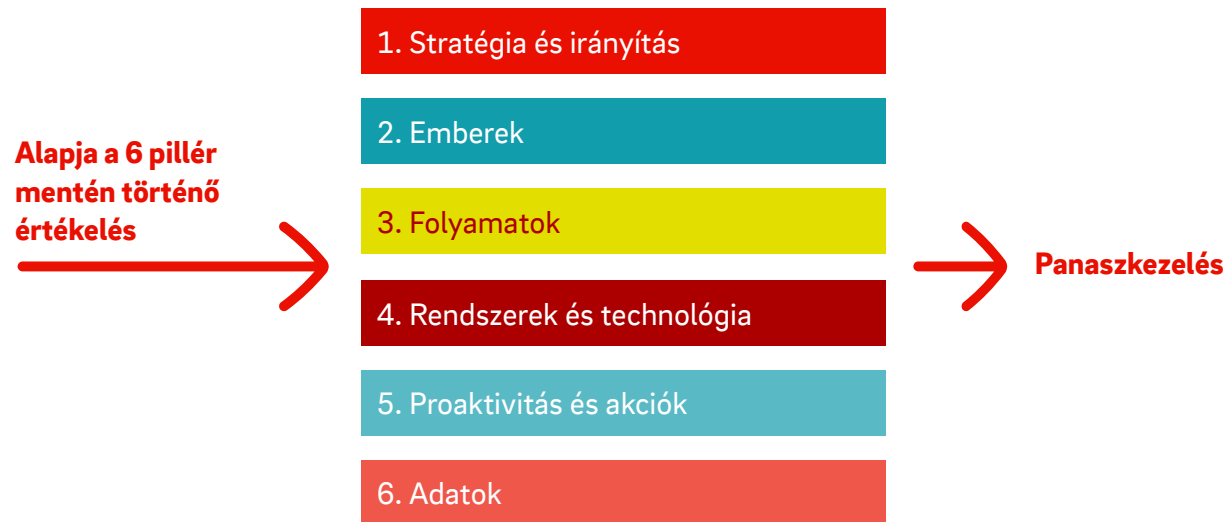 Alapja a 6 pillér
mentén történő
értékelés
1. Stratégia és irányítás
2. Emberek
3. Folyamatok
4. Rendszerek és technológia
5. Proaktivitás és akciók
6. Adatok
Panaszkezelés